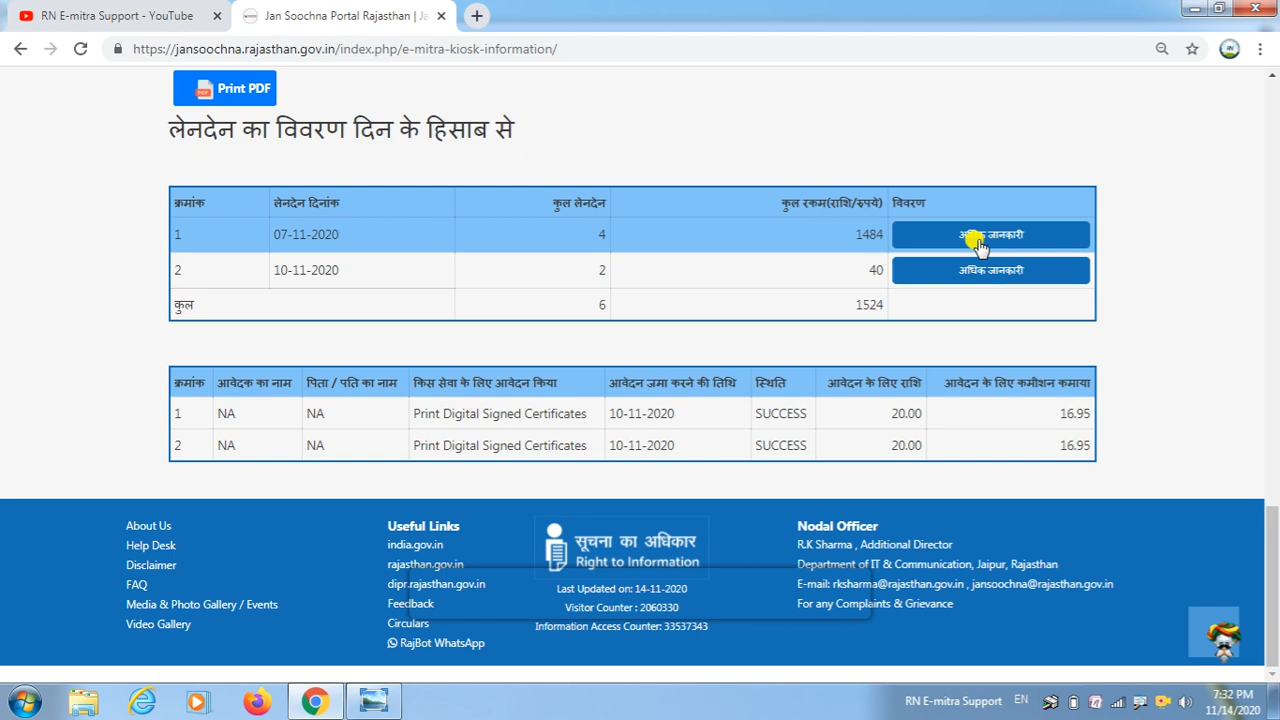 RN E-mitra Support - YouTube
Jan Soochna Portal Rajasthan | Ja
https://jansoochna.rajasthan.gov.in/index.php/e-mitra-kiosk-information/
Print PDF
लेनदेन का विवरण दिन के हिसाब से
क्रमांक लेनदेन दिनांक कुल लेनदेन कुल रकम(राशि/रुपये) विवरण
1 07-11-2020 4 1484 जानकारी
2 10-11-2020 2 40 अधिक जानकारी
कुल 6 1524
क्रमांक आवेदक का नाम पिता / पति का नाम किस सेवा के लिए आवेदन किया आवेदन जमा करने की तिथि स्थिति आवेदन के लिए राशि आवेदन के लिए कमीशन कमाया
1 NA NA Print Digital Signed Certificates 10-11-2020 SUCCESS 20.00 16.95
2 NA NA Print Digital Signed Certificates 10-11-2020 SUCCESS 20.00 16.95
About Us
Help Desk
Disclaimer
FAQ
Media & Photo Gallery / Events
Video Gallery
Useful Links
india.gov.in
rajasthan.gov.in
dipr.rajasthan.gov.in
Feedback
Circulars
RajBot WhatsApp
सूचना का अधिकार
Right to Information
Last Updated on: 14-11-2020
Visitor Counter : 2060330
Information Access Counter: 33537343
Nodal Officer
R.K Sharma , Additional Director
Department of IT & Communication, Jaipur, Rajasthan
E-mail: rksharma@rajasthan.gov.in , jansoochna@rajasthan.gov.in
For any Complaints & Grievance
RN E-mitra Support EN 7:32 PM
11/14/2020